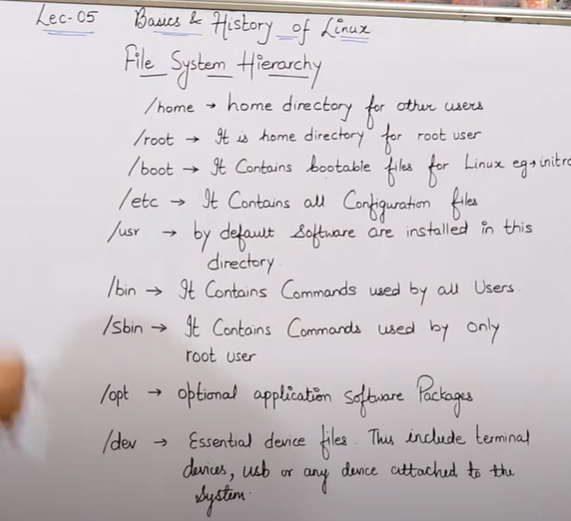 Lec-05 Basics & History of Linux
File System Hierarchy
/home → home directory for other users
/root → It is home directory for root user
/boot → It Contains bootable files for Linux eg→ initr
/etc → It Contains all Configuration files
/usr → by default Software are installed in this
directory
/bin → It Contains Commands used by all Users.
/Sbin → It Contains Commands used by only
root user
/opt → optional application Software Packages
/dev → Essential device files. This include terminal
devices, usb or any device attached to the
System.